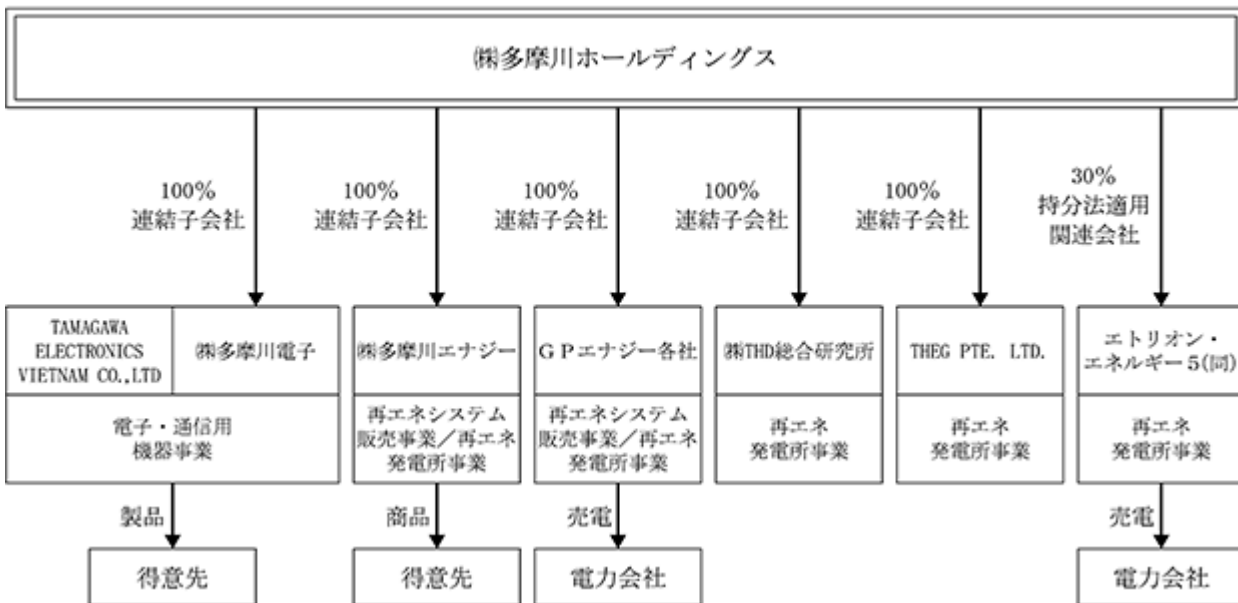 ㈱多摩川ホールディングス
100%
連結子会社
100%
連結子会社
100%
連結子会社
100%
連結子会社
100%
連結子会社
30%
持分法適用
関連会社
TAMAGAWA
ELECTRONICS
VIETNAM CO.,LTD
㈱多摩川電子
㈱多摩川エナジー
GPエナジー各社
㈱THD総合研究所
THEG PTE. LTD.
エトリオン・
エネルギー5(同)
電子・通信用
機器事業
再エネシステム
販売事業/再エネ
発電所事業
再エネシステム
販売事業/再エネ
発電所事業
再エネ
発電所事業
再エネ
発電所事業
再エネ
発電所事業
製品
商品
売電
売電
得意先
得意先
電力会社
電力会社